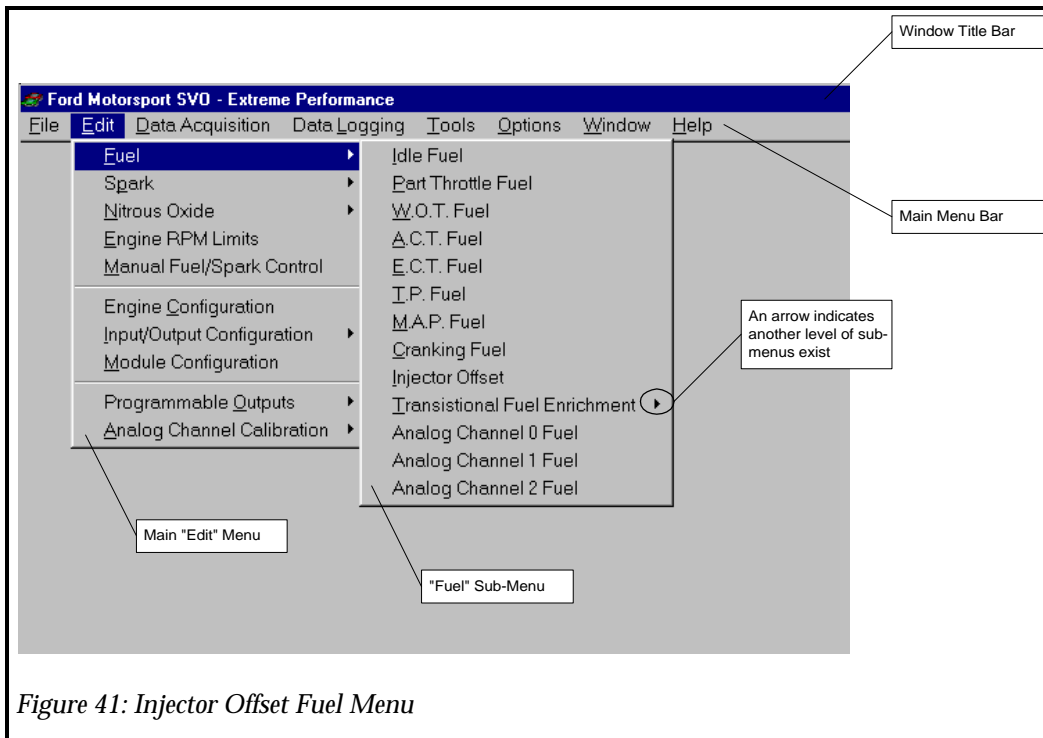 Window Title Bar
Ford Motorsport SVO - Extreme Performance
File Edit Data Acquisition Data Logging Tools Options Window Help
Fuel
Spark
Nitrous Oxide
Engine RPM Limits
Manual Fuel/Spark Control
Engine Configuration
Input/Output Configuration
Module Configuration
Programmable Outputs
Analog Channel Calibration
Idle Fuel
Part Throttle Fuel
W.O.T. Fuel
A.C.T. Fuel
E.C.T. Fuel
T.P. Fuel
M.A.P. Fuel
Cranking Fuel
Injector Offset
Transistional Fuel Enrichment
Analog Channel 0 Fuel
Analog Channel 1 Fuel
Analog Channel 2 Fuel
Main Menu Bar
An arrow indicates
another level of sub-
menus exist
Main "Edit" Menu
"Fuel" Sub-Menu
Figure 41: Injector Offset Fuel Menu